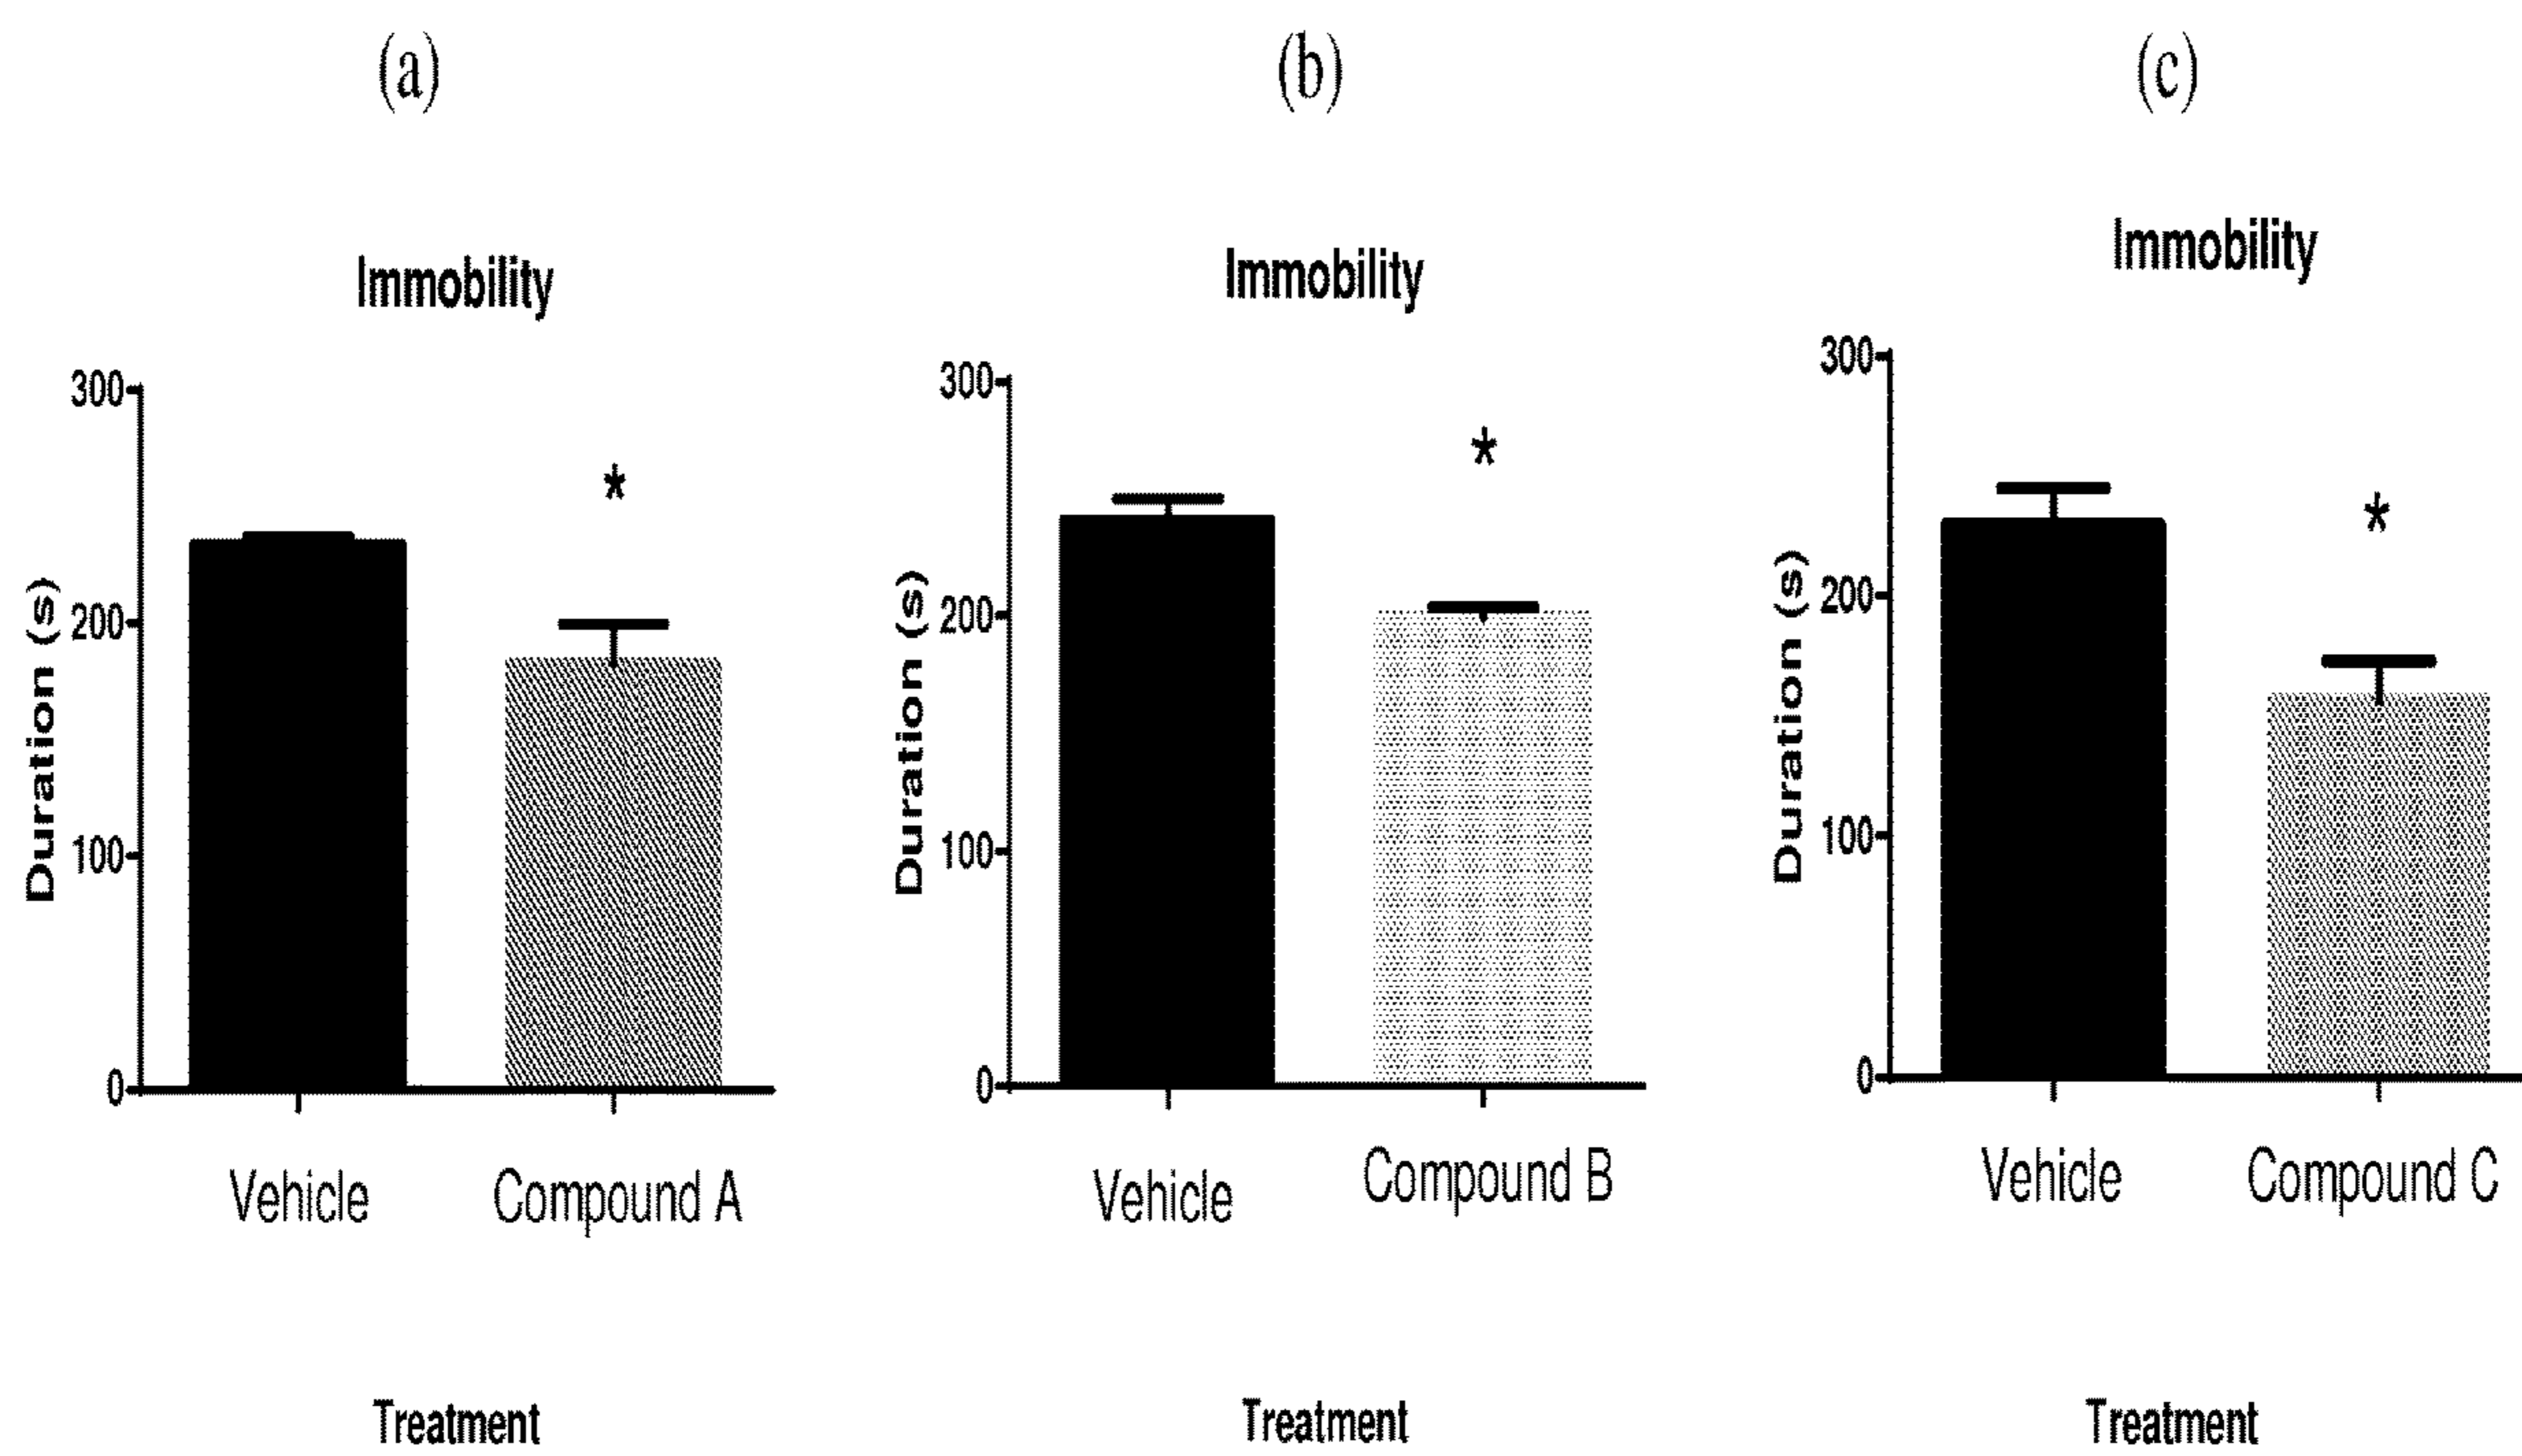 (a)
Immobility
Duration (s)
300
200
100
0
*
Vehicle
Compound A
Treatment
(b)
Immobility
Duration (s)
300
200
100
0
*
Vehicle
Compound B
Treatment
(c)
Immobility
Duration (s)
300
200
100
0
*
Vehicle
Compound C
Treatment